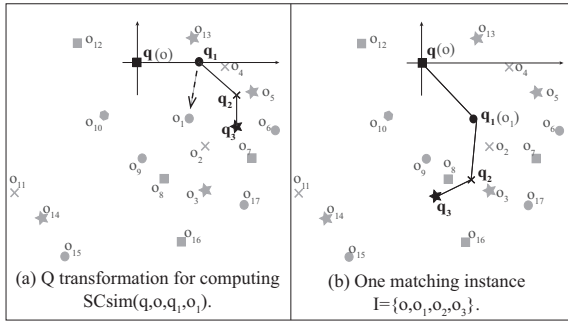 o12
o13
q (o)
q1
o4
q2
o5
o10
o1
q3
o6
o2
o7
o9
o8
o3
o17
o11
o14
o16
o15
(a) Q transformation for computing
SCsim(q,o,q1,o1).
o12
o13
q (o)
o4
o5
o10
q1(o1)
o6
o2
o7
o9
o8
q2
q3
o3
o17
o11
o14
o16
o15
(b) One matching instance
I={o,o1,o2,o3}.